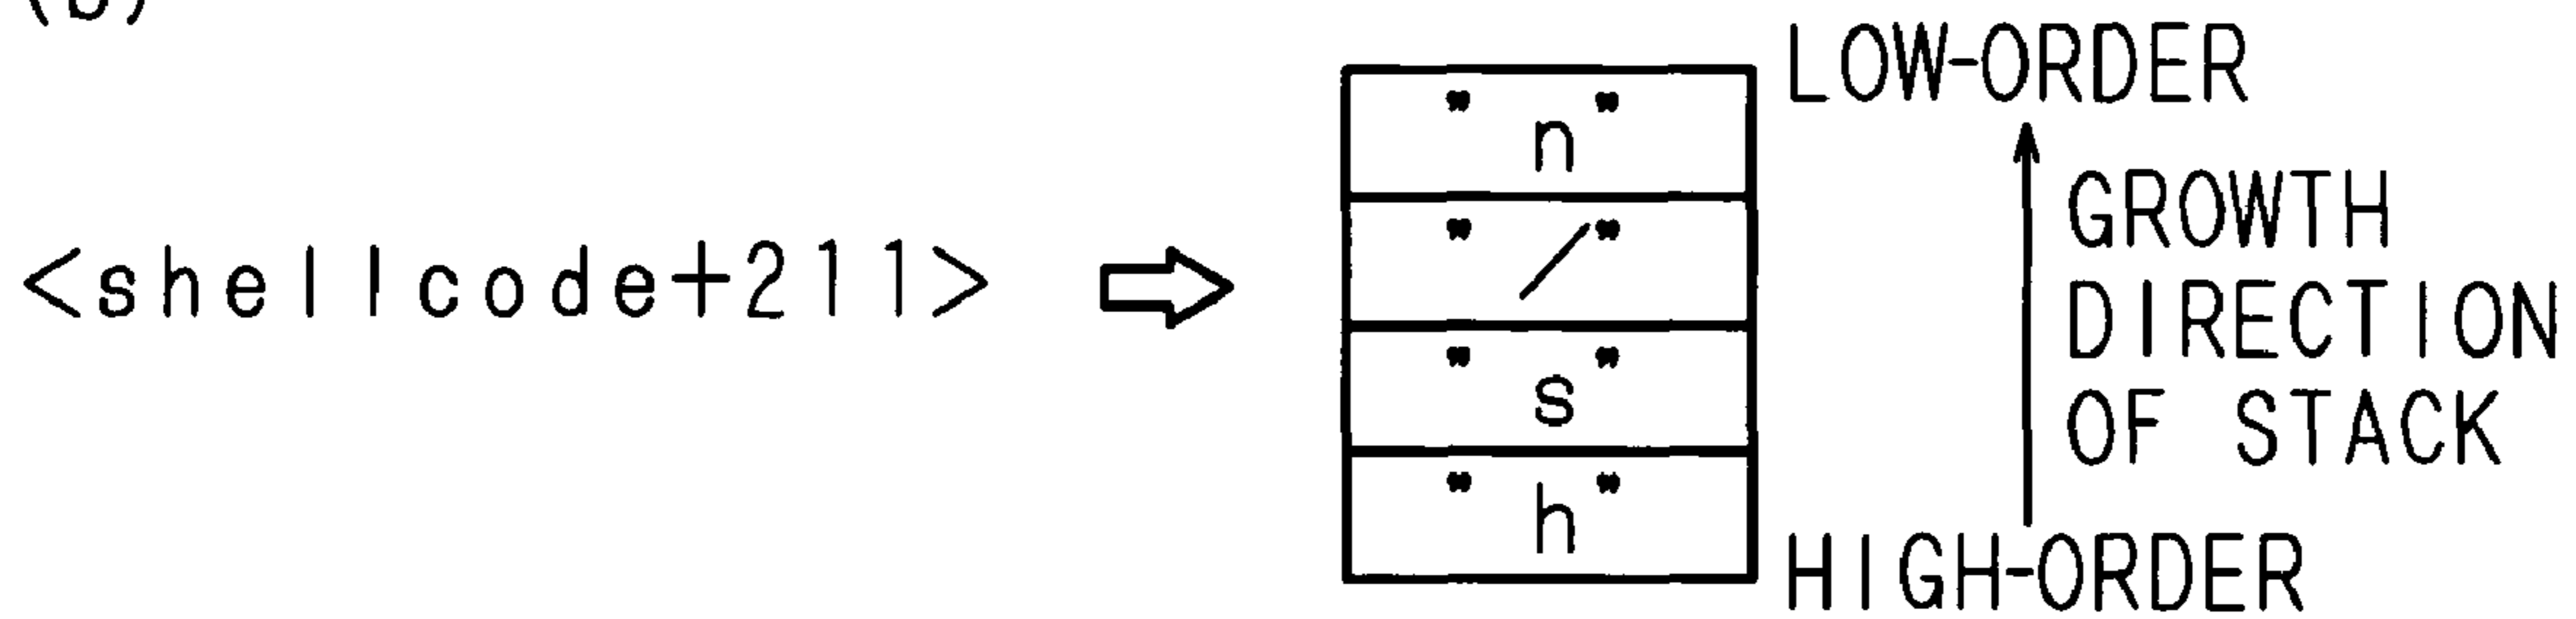 (b)
LOW-ORDER
"n"
GROWTH
"/"
DIRECTION
<shellcode+211>
"s"
OF STACK
"h"
HIGH-ORDER